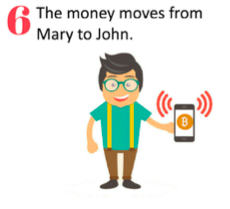 6 The money moves from
Mary to John.
₿